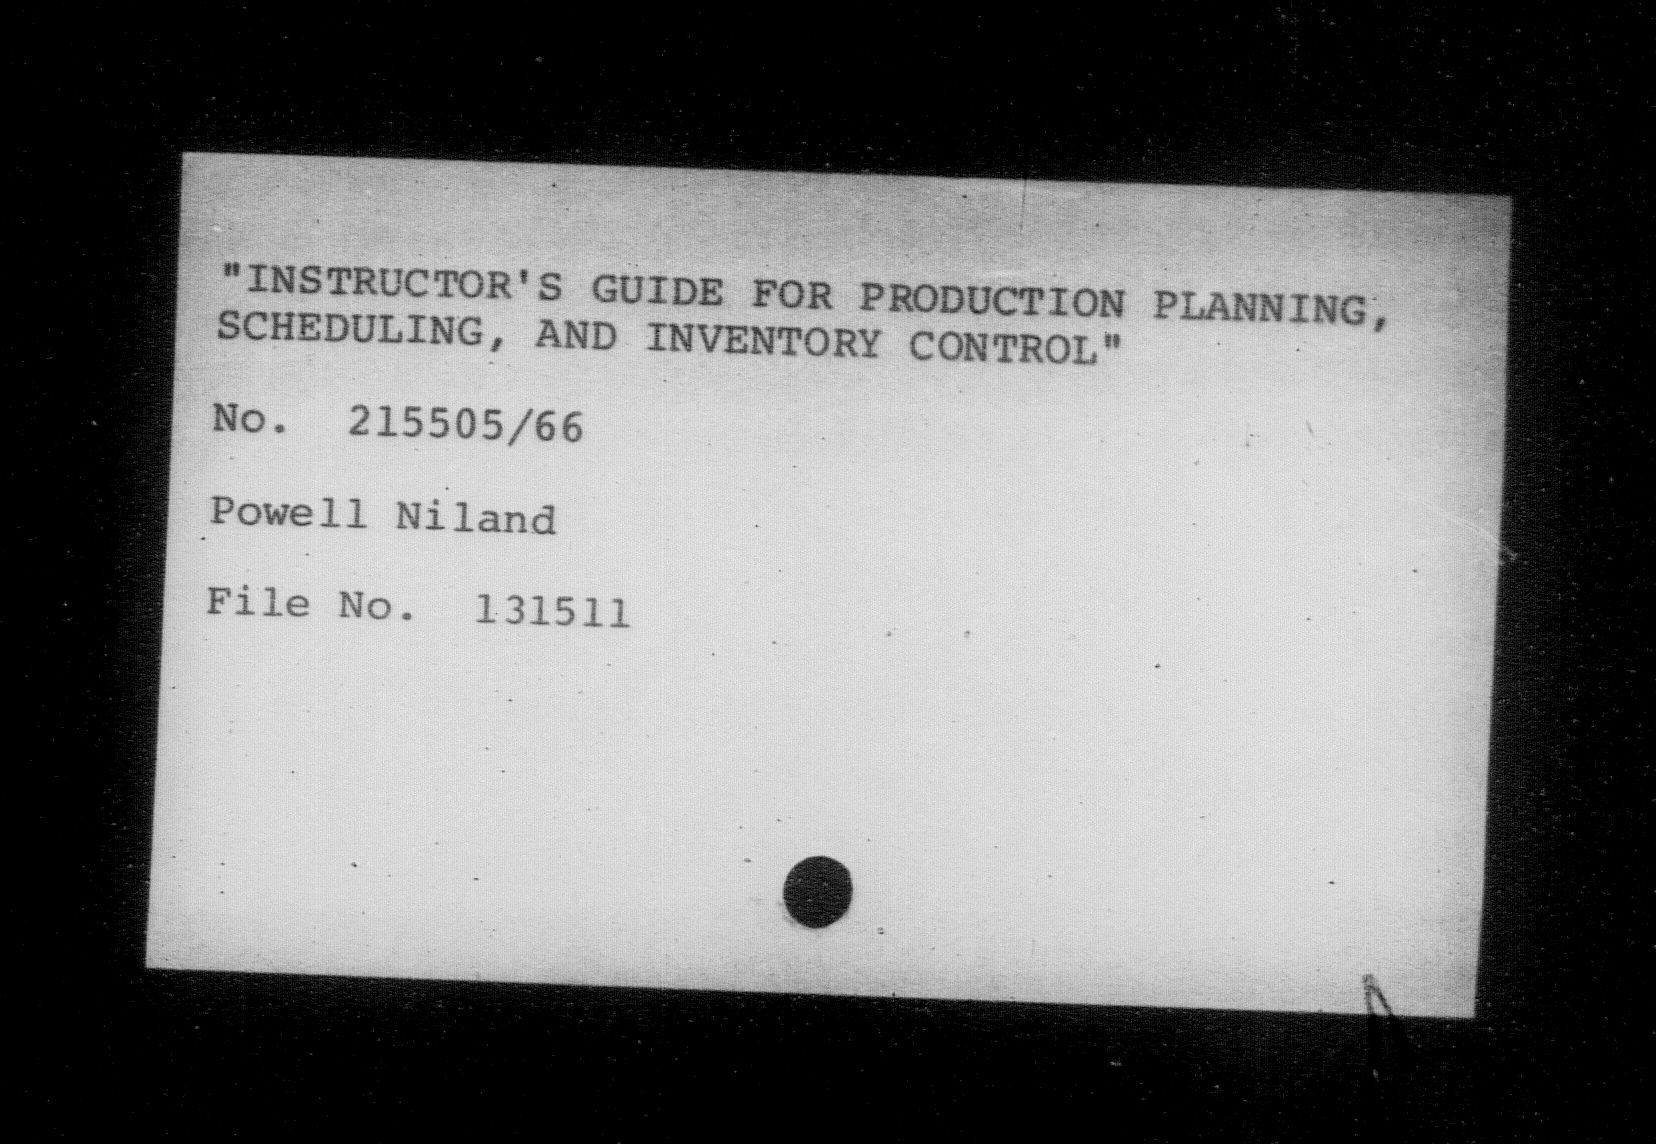 "INSTRUCTOR'S GUIDE FOR PRODUCTION PLANNING,
SCHEDULING, AND INVENTORY CONTROL"
No. 215505/66
Powell Niland
File No. 131511